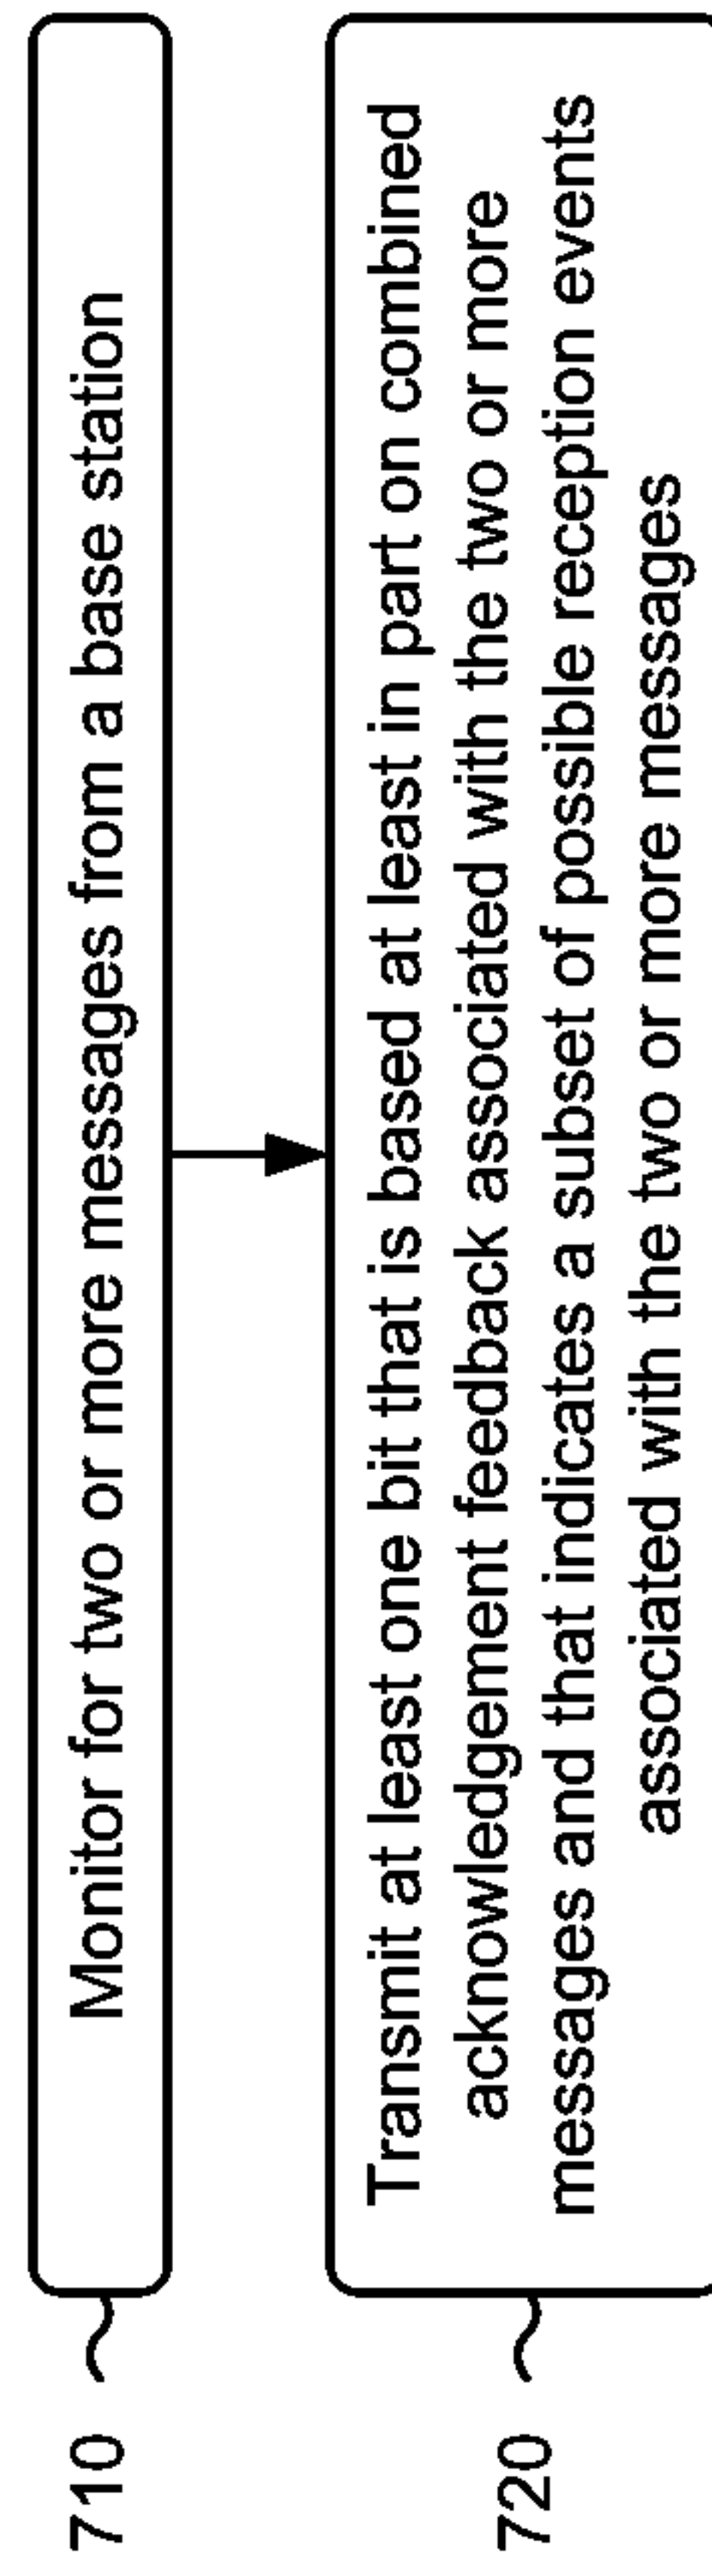 710
Monitor for two or more messages from a base station
720
Transmit at least one bit that is based at least in part on combined
acknowledgement feedback associated with the two or more
messages and that indicates a subset of possible reception events
associated with the two or more messages